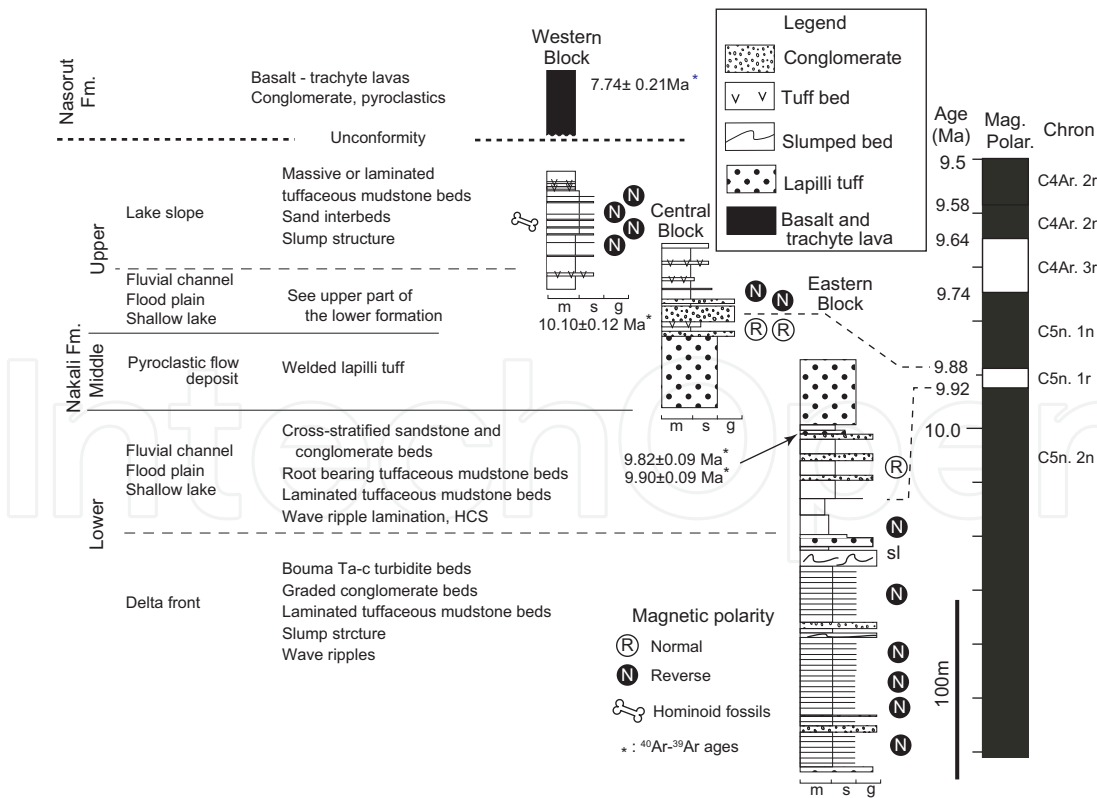 Nasorut
Fm.
Basalt - trachyte lavas
Conglomerate, pyroclastics
Western
Block
7.74± 0.21Ma *
Unconformity
Nakali Fm.
Upper
Lake slope
Massive or laminated
tuffaceous mudstone beds
Sand interbeds
Slump structure
N
N
N
N
m s g
Fluvial channel
Flood plain
Shallow lake
See upper part of
the lower formation
Central
Block
N N
10.10±0.12 Ma*
R R
m s g
Middle
Pyroclastic flow
deposit
Welded lapilli tuff
Lower
Fluvial channel
Flood plain
Shallow lake
Cross-stratified sandstone and
conglomerate beds
Root bearing tuffaceous mudstone beds
Laminated tuffaceous mudstone beds
Wave ripple lamination, HCS
Eastern
Block
9.82±0.09 Ma*
9.90±0.09 Ma*
R
N
sl
N
N
N
N
N
m s g
Delta front
Bouma Ta-c turbidite beds
Graded conglomerate beds
Laminated tuffaceous mudstone beds
Slump strcture
Wave ripples
Magnetic polarity
R Normal
N Reverse
Hominoid fossils
* : 40Ar-39Ar ages
100m
Legend
Conglomerate
Tuff bed
Slumped bed
Lapilli tuff
Basalt and
trachyte lava
Age
(Ma)
Mag.
Polar.
Chron
9.5
C4Ar. 2r
9.58
C4Ar. 2r
9.64
C4Ar. 3r
9.74
C5n. 1n
9.88
C5n. 1r
9.92
10.0
C5n. 2n
IntechOpen